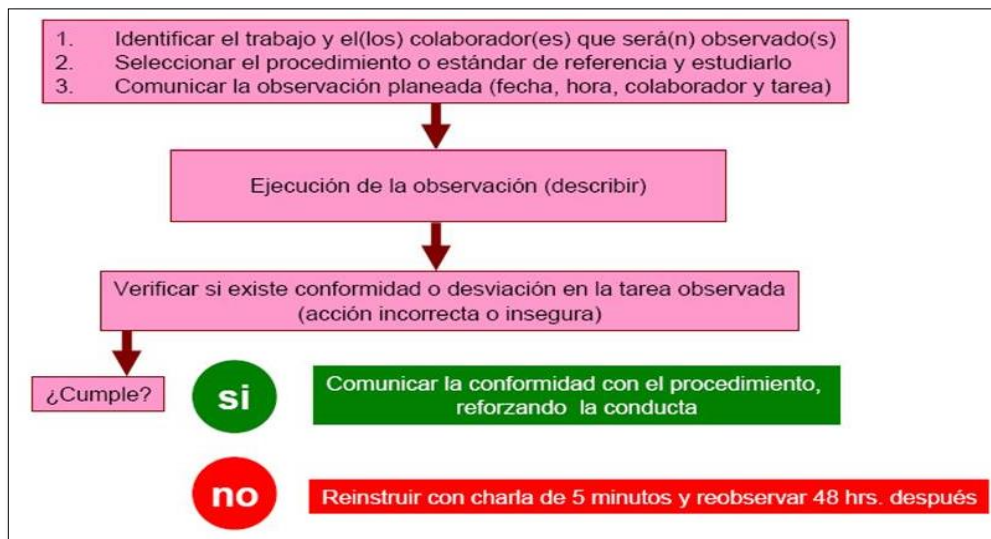 1. Identificar el trabajo y el(los) colaborador(es) que será(n) observado(s)
2. Seleccionar el procedimiento o estándar de referencia y estudiarlo
3. Comunicar la observación planeada (fecha, hora, colaborador y tarea)
Ejecución de la observación (describir)
Verificar si existe conformidad o desviación en la tarea observada
(acción incorrecta o insegura)
¿Cumple?
si
Comunicar la conformidad con el procedimiento,
reforzando la conducta
no
Reinstruir con charla de 5 minutos y reobservar 48 hrs. después